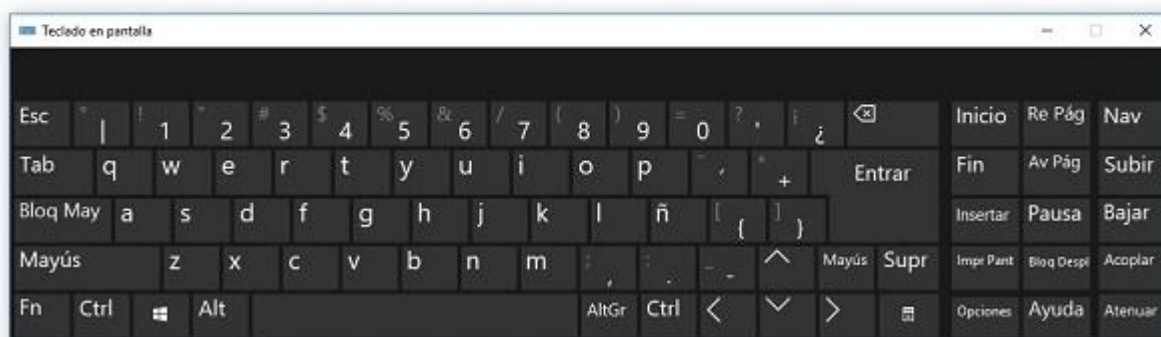 Teclado en pantalla
Esc ° | ! 1 " 2 # 3 $ 4 % 5 & 6 / 7 ( 8 ) 9 = 0 ? ' ¡ ¿ Inicio Re Pág Nav
Tab q w e r t y u i o p ¨ ´ * + Entrar Fin Av Pág Subir
Bloq May a s d f g h j k l ñ [ { ] } Insertar Pausa Bajar
Mayús z x c v b n m ; , : . _ - Mayús Supr Impr Pant Bloq Despl Acoplar
Fn Ctrl Alt AltGr Ctrl Opciones Ayuda Atenuar